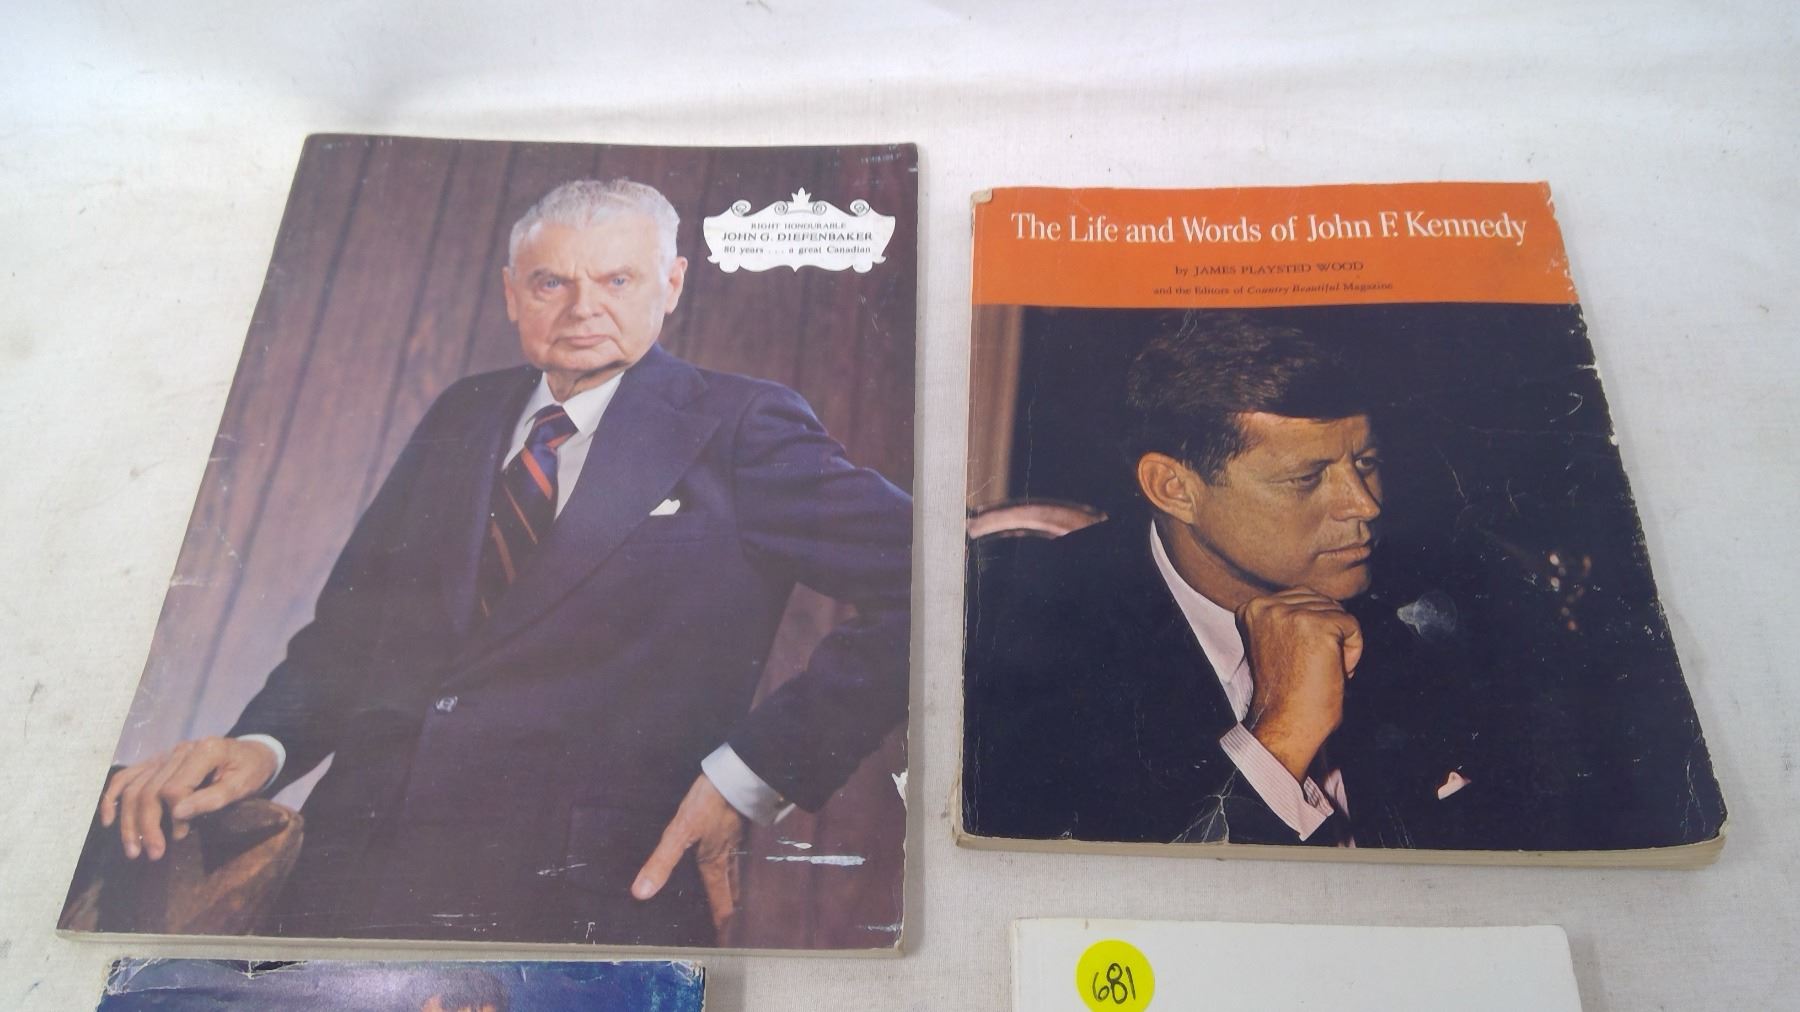 RIGHT HONOURABLE
JOHN G. DIEFENBAKER
80 years . . . a great Canadian
The Life and Words of John F. Kennedy
by JAMES PLAYSTED WOOD
and the Editors of Country Beautiful Magazine
681